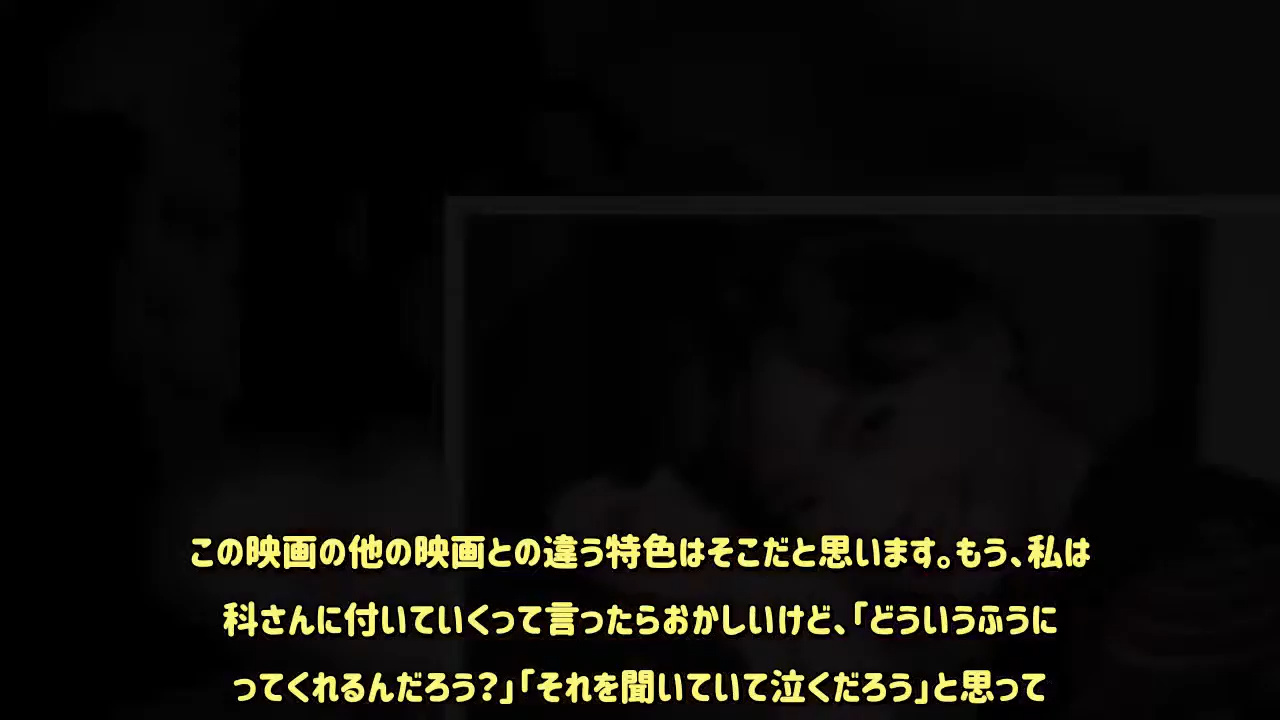 この映画の他の映画との違う特色はそこだと思います。もう、私は
科さんに付いていくって言ったらおかしいけど、「どういうふうに
ってくれるんだろう?」「それを聞いていて泣くだろう」と思って